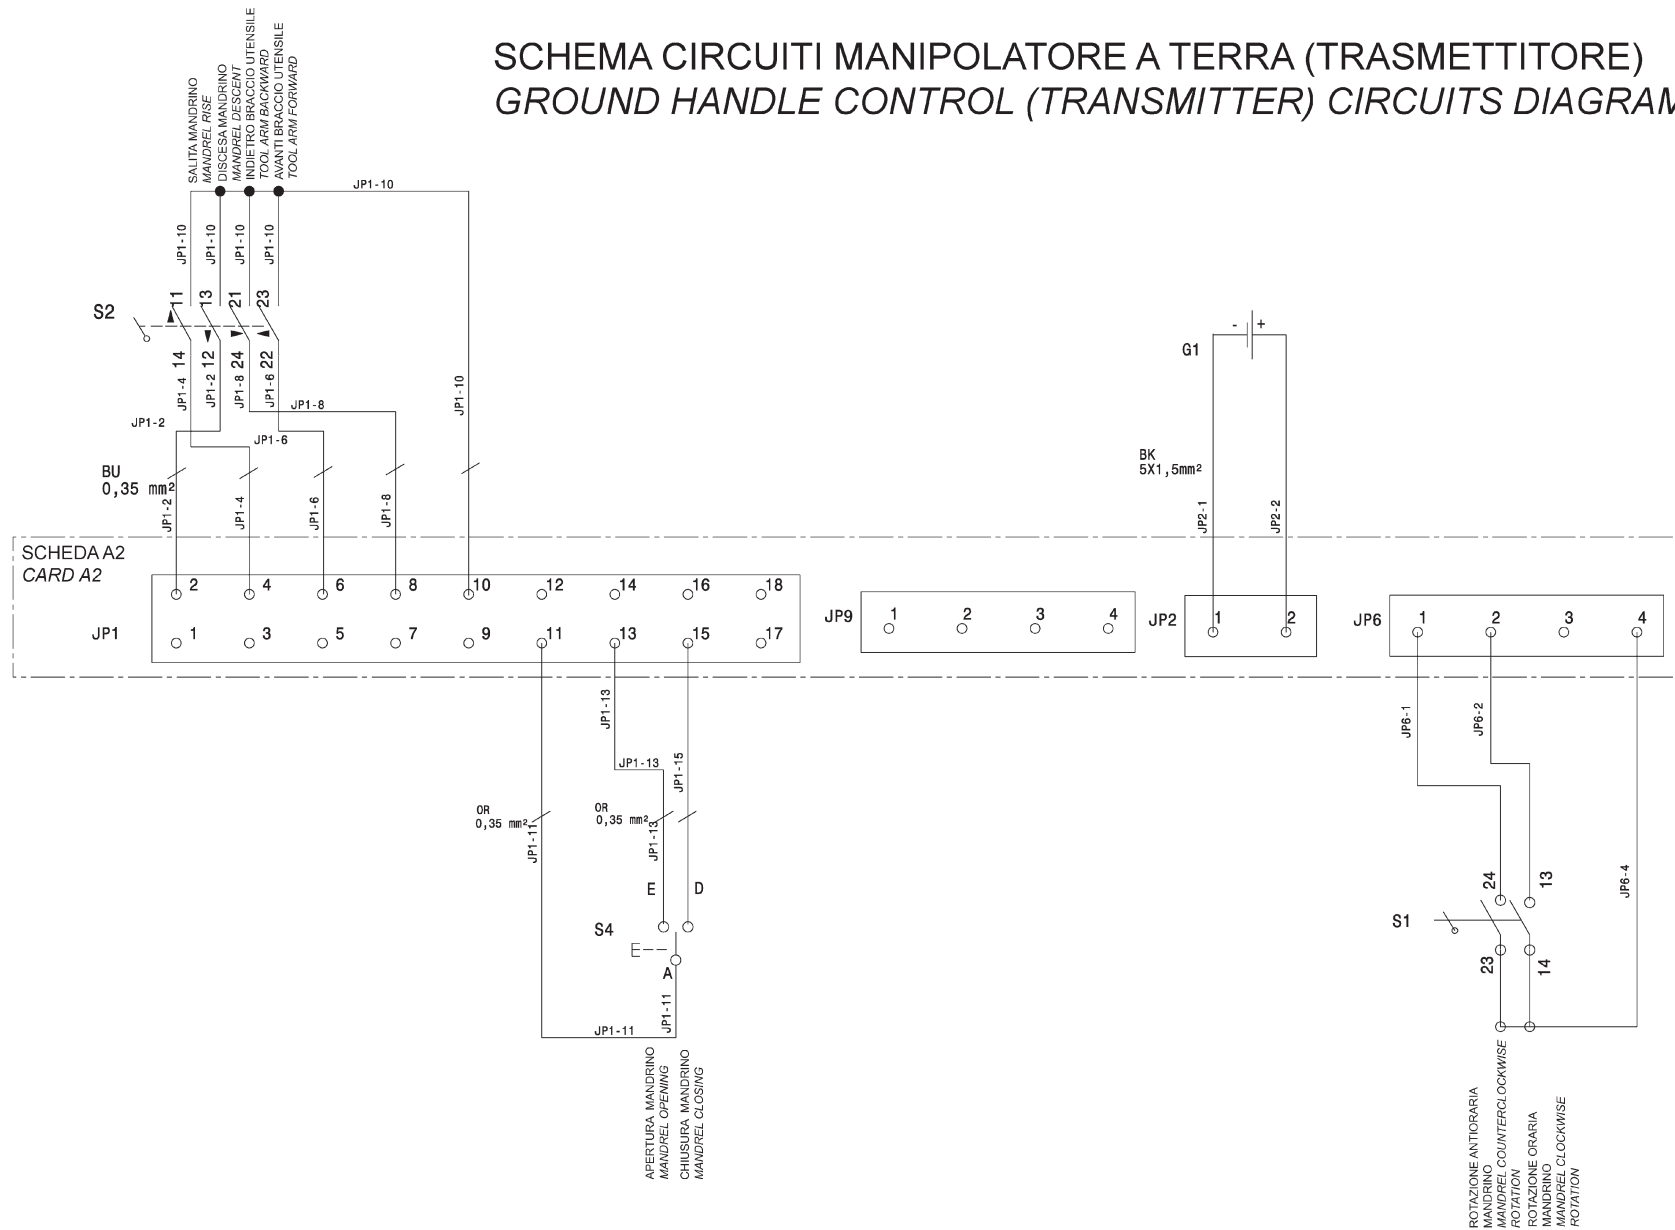 SCHEMA CIRCUITI MANIPOLATORE A TERRA (TRASMETTITORE)
GROUND HANDLE CONTROL (TRANSMITTER) CIRCUITS DIAGRAM
SALITA MANDRINO
MANDREL RISE
DISCESA MANDRINO
MANDREL DESCENT
INDIETRO BRACCIO UTENSILE
TOOL ARM BACKWARD
AVANTI BRACCIO UTENSILE
TOOL ARM FORWARD
JP1-10
JP1-10
JP1-10
JP1-10
JP1-10
11
13
21
23
S2
14
12
24
22
JP1-4
JP1-2
JP1-8
JP1-6
JP1-10
JP1-8
JP1-2
JP1-6
BU
0,35 mm²
JP1-2
JP1-4
JP1-6
JP1-8
- +
G1
BK
5X1,5mm²
JP2-1
JP2-2
SCHEDA A2
CARD A2
2 4 6 8 10 12 14 16 18
JP1
1 3 5 7 9 11 13 15 17
JP9
1 2 3 4
JP2
1 2
JP6
1 2 3 4
JP1-13
JP1-13
JP1-15
OR
0,35 mm²
JP1-11
OR
0,35 mm²
JP1-13
E D
S4
A
JP1-11
JP1-11
APERTURA MANDRINO
MANDREL OPENING
CHIUSURA MANDRINO
MANDREL CLOSING
JP6-1
JP6-2
JP6-4
24
13
S1
23
14
ROTAZIONE ANTIORARIA
MANDRINO
MANDREL COUNTERCLOCKWISE
ROTATION
ROTAZIONE ORARIA
MANDRINO
MANDREL CLOCKWISE
ROTATION